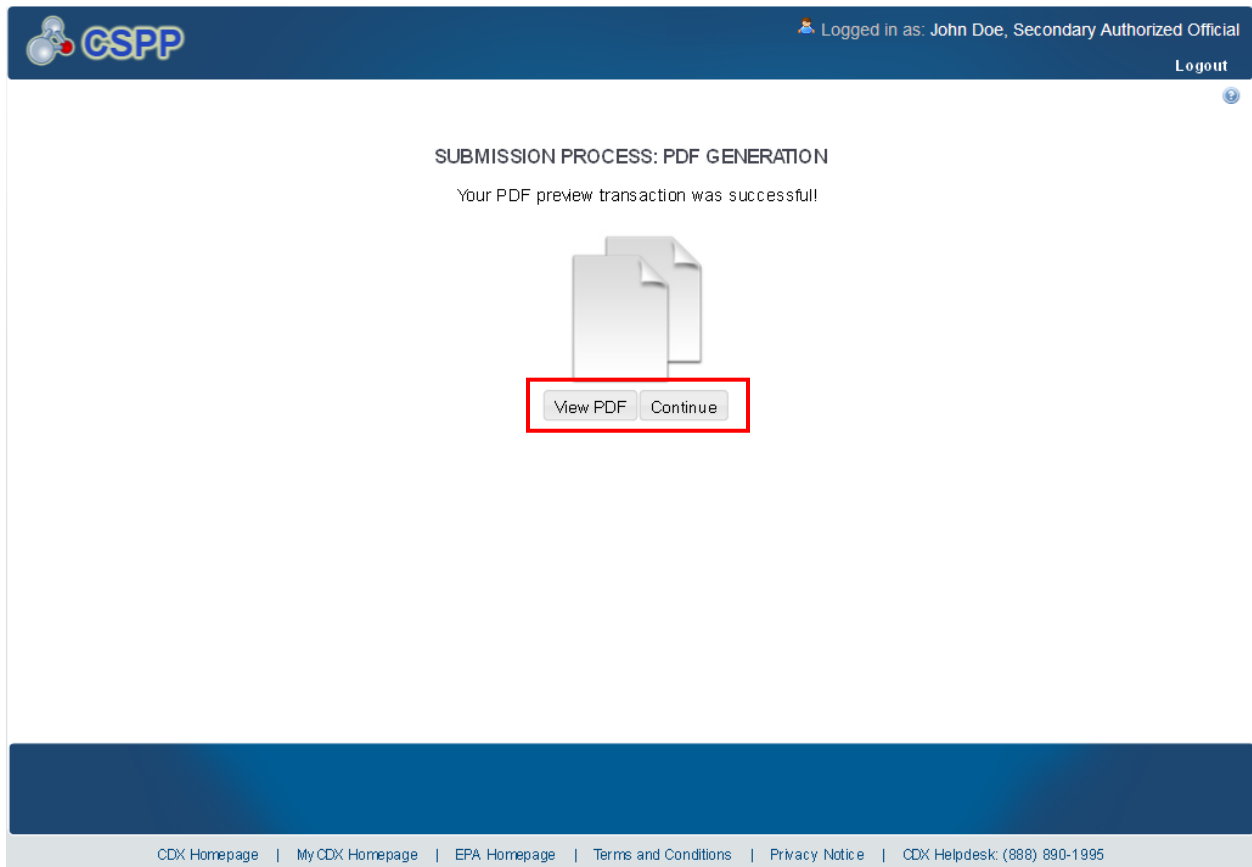 CSPP
Logged in as: John Doe, Secondary Authorized Official
Logout
SUBMISSION PROCESS: PDF GENERATION
Your PDF preview transaction was successful!
View PDF Continue
CDX Homepage | MyCDX Homepage | EPA Homepage | Terms and Conditions | Privacy Notice | CDX Helpdesk: (888) 890-1995